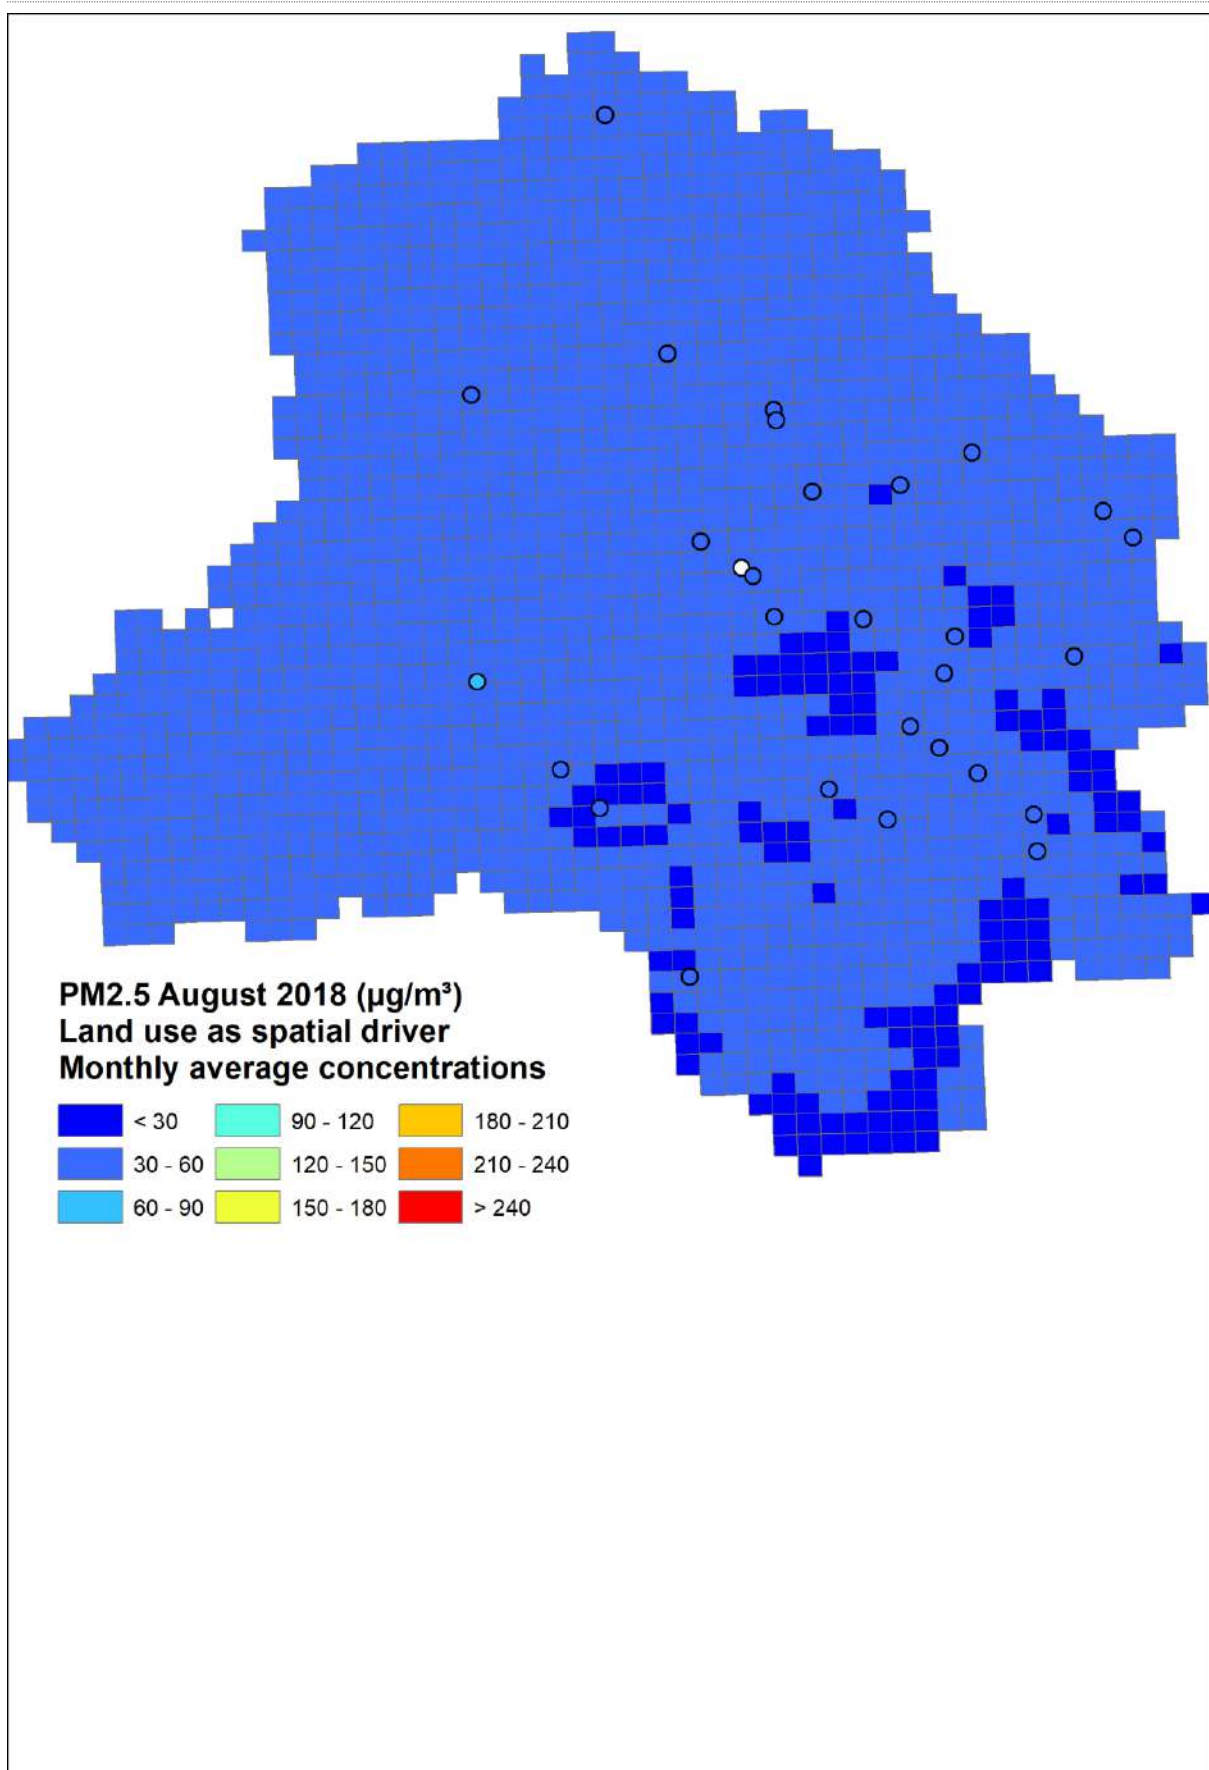 PM2.5 August 2018 (µg/m³)
Land use as spatial driver
Monthly average concentrations
< 30 90 - 120 180 - 210
30 - 60 120 - 150 210 - 240
60 - 90 150 - 180 > 240